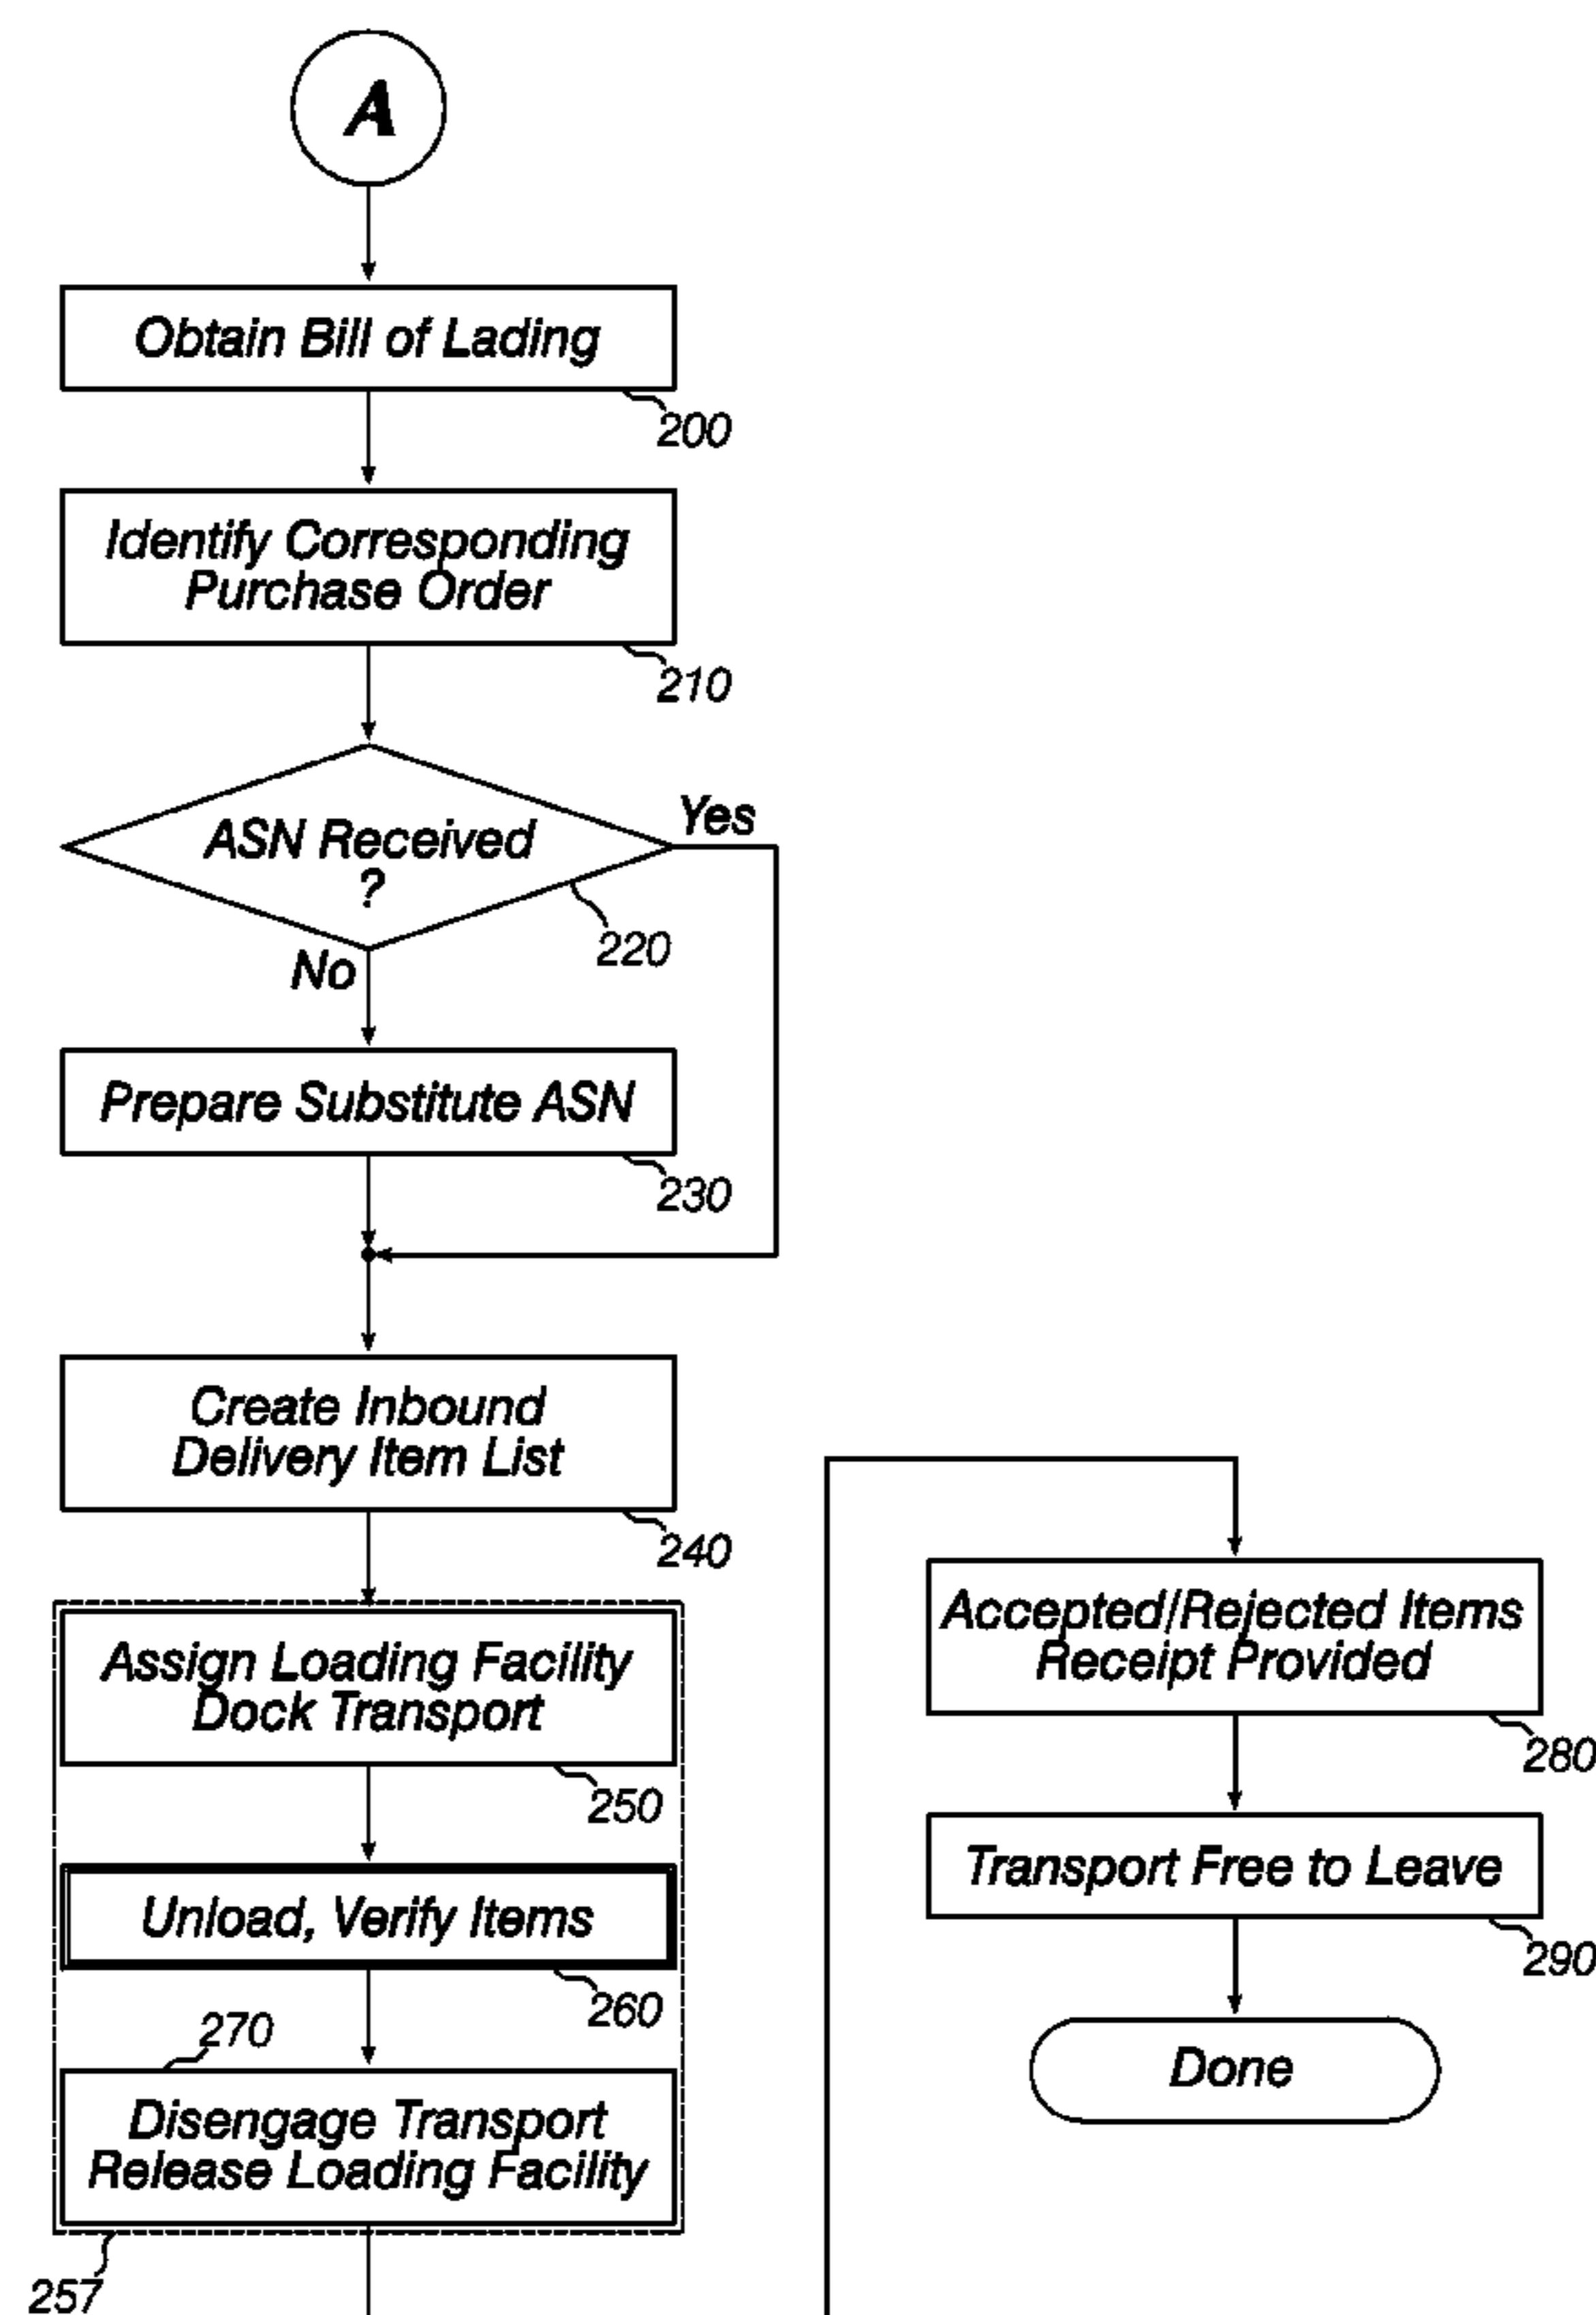 A
Obtain Bill of Lading
200
Identify Corresponding
Purchase Order
210
ASN Received
?
Yes
220
No
Prepare Substitute ASN
230
Create Inbound
Delivery Item List
240
Assign Loading Facility
Dock Transport
250
Unload, Verify Items
260
270
Disengage Transport
Release Loading Facility
257
Accepted/Rejected Items
Receipt Provided
280
Transport Free to Leave
290
Done